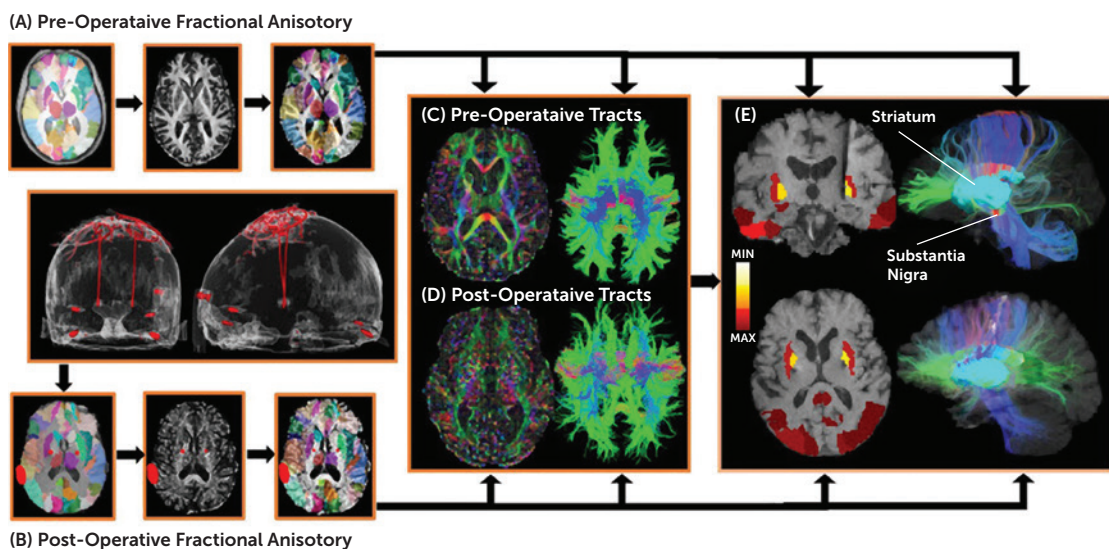 (A) Pre-Operataive Fractional Anisotory
(C) Pre-Operataive Tracts
(D) Post-Operataive Tracts
(E)
Striatum
Substantia
Nigra
MIN
MAX
(B) Post-Operative Fractional Anisotory